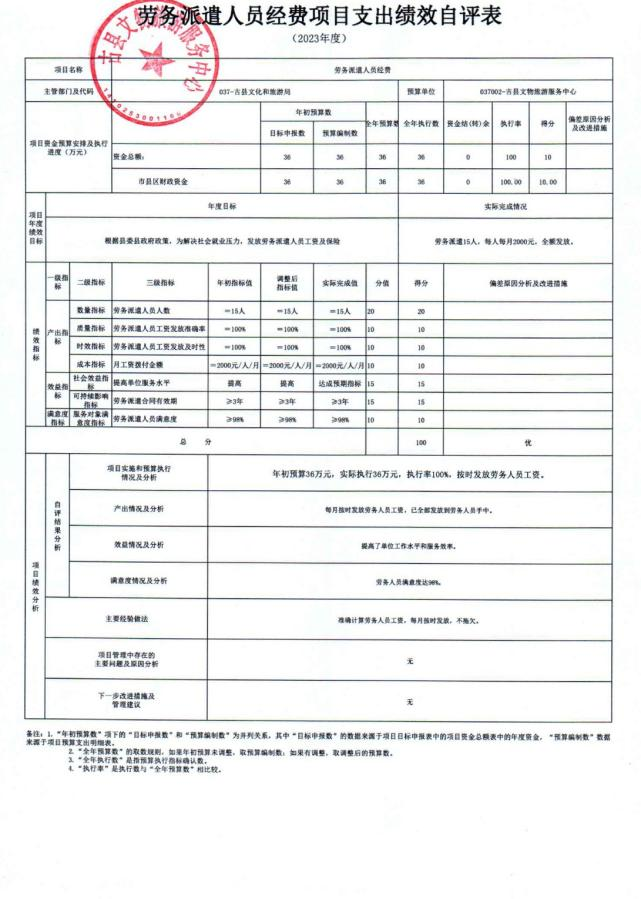 劳务派遣人员经费项目支出绩效自评表
（2023年度）
古县文物旅游服务中心
项目名称 劳务派遣人员经费
主管部门及代码 037-古县文化和旅游局 预算单位 037002-古县文物旅游服务中心
项目资金预算安排及执行进度（万元） 年初预算数 全年预算数 全年执行数 资金结(转)余 执行率 得分 偏差原因分析及改进措施
目标申报数 预算编制数
资金总额： 36 36 36 36 0 100 10
市县区财政资金 36 36 36 36 0 100.00 10.00
项目年度绩效目标 年度目标 实际完成情况
根据县委县政府政策，为解决社会就业压力，发放劳务派遣人员工资及保险 劳务派遣15人，每人每月2000元，全额发放。
绩效指标 一级指标 二级指标 三级指标 年初指标值 调整后指标值 实际完成值 分值 得分 偏差原因分析及改进措施
产出指标 数量指标 劳务派遣人员人数 =15人 =15人 =15人 20 20
质量指标 劳务派遣人员工资发放准确率 =100% =100% =100% 10 10
时效指标 劳务派遣人员工资发放及时性 =100% =100% =100% 10 10
成本指标 月工资拨付金额 =2000元/人/月 =2000元/人/月 =2000元/人/月 10 10
效益指标 社会效益指标 提高单位服务水平 提高 提高 达成预期指标 15 15
可持续影响指标 劳务派遣合同有效期 ≥3年 ≥3年 ≥3年 15 15
满意度指标 服务对象满意度指标 劳务派遣人员满意度 ≥98% ≥98% ≥98% 10 10
总 分 100 优
项目绩效分析 自评结果分析 项目实施和预算执行情况及分析 年初预算36万元，实际执行36万元，执行率100%，按时发放劳务人员工资。
产出情况及分析 每月按时发放劳务人员工资，已全部发放到劳务人员手中。
效益情况及分析 提高了单位工作水平和服务效率。
满意度情况及分析 劳务人员满意度达98%。
主要经验做法 准确计算劳务人员工资，每月按时发放，不拖欠。
项目管理中存在的主要问题及原因分析 无
下一步改进措施及管理建议 无
备注：1.“年初预算数”项下的“目标申报数”和“预算编制数”为并列关系，其中“目标申报数”的数据来源于项目目标申报表中的项目资金总额表中的年度资金，“预算编制数”数据
来源于项目预算支出明细表。
2.“全年预算数”的取数规则，如果年初预算未调整，取预算编制数；如果有调整，取调整后的预算数。
3.“全年执行数”是指预算执行指标确认数。
4.“执行率”是执行数与“全年预算数”相比较。